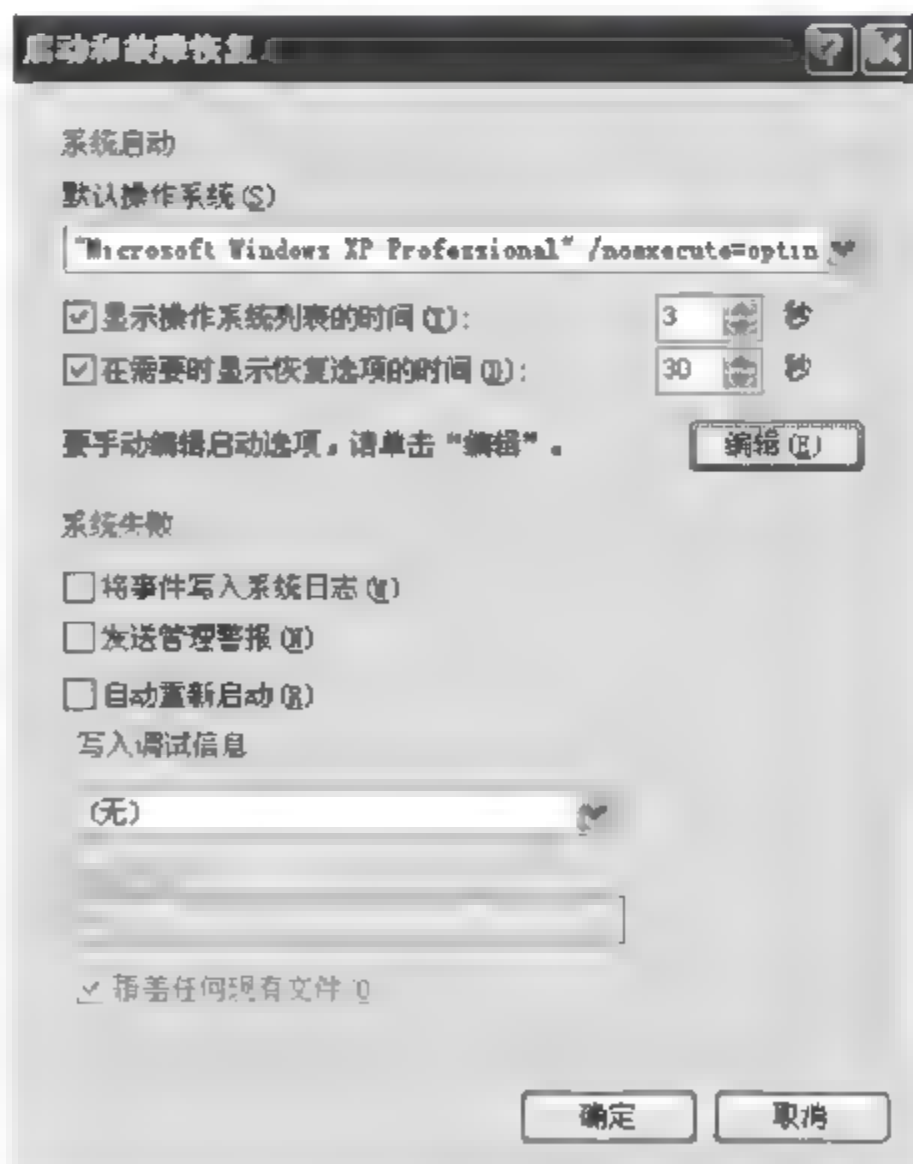 启动和故障恢复
系统启动
默认操作系统(S)
"Microsoft Windows XP Professional" /noexecute=optin
显示操作系统列表的时间(T): 3 秒
在需要时显示恢复选项的时间(D): 30 秒
要手动编辑启动选项，请单击“编辑”。 编辑(E)
系统失败
将事件写入系统日志(W)
发送管理警报(N)
自动重新启动(R)
写入调试信息
(无)
覆盖任何现有文件 O
确定 取消